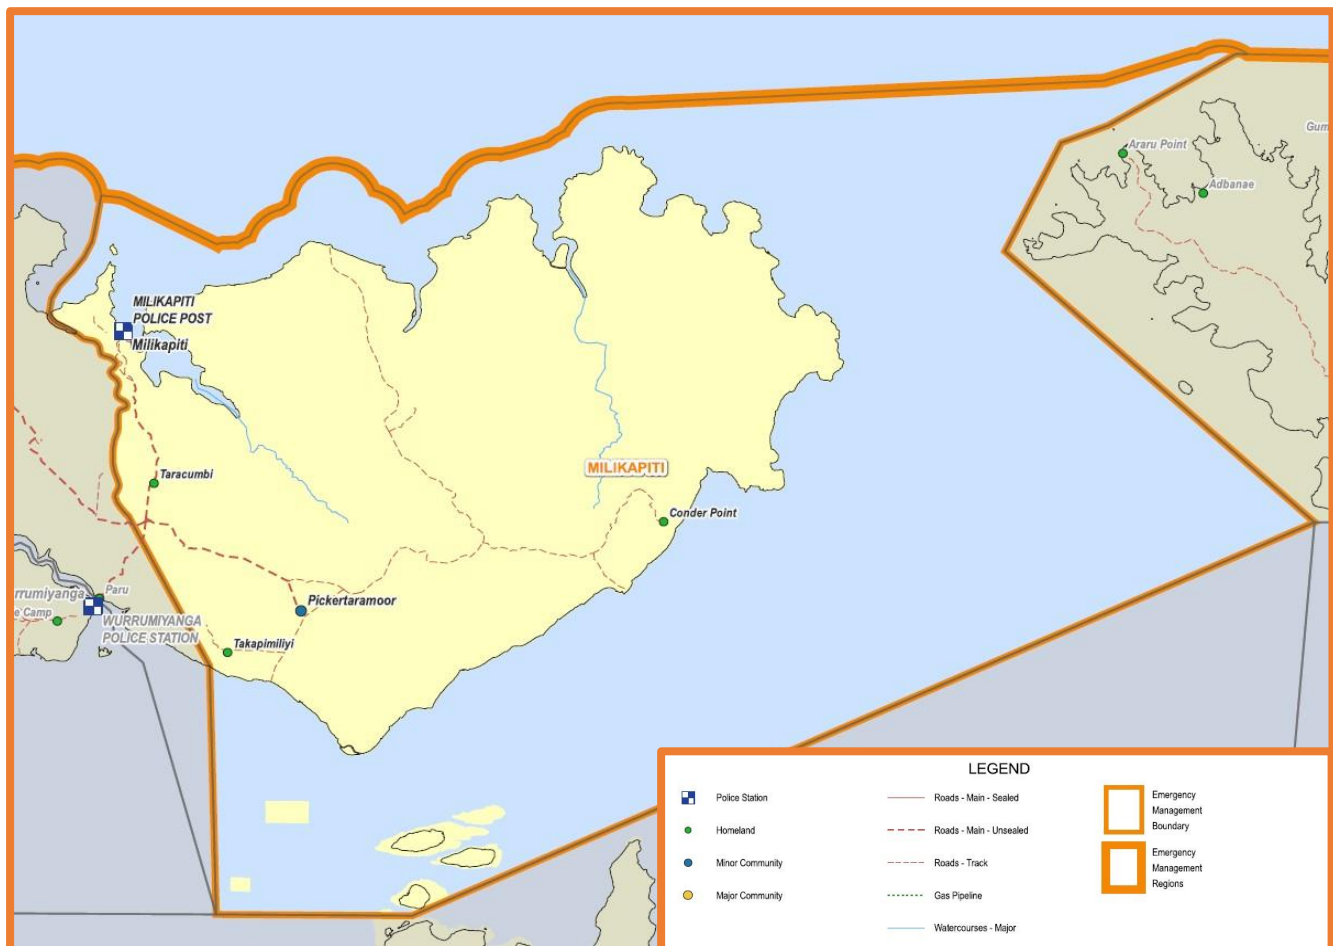 Gum
Araru Point
Adbanae
MILIKAPITI
POLICE POST
Milikapiti
MILIKAPITI
Taracumbi
Conder Point
Paru
rrumiyanga
e Camp
WURRUMIYANGA
POLICE STATION
Pickertaramoor
Takapimiliyi
LEGEND
Police Station
Homeland
Minor Community
Major Community
Roads - Main - Sealed
Roads - Main - Unsealed
Roads - Track
Gas Pipeline
Watercourses - Major
Emergency
Management
Boundary
Emergency
Management
Regions